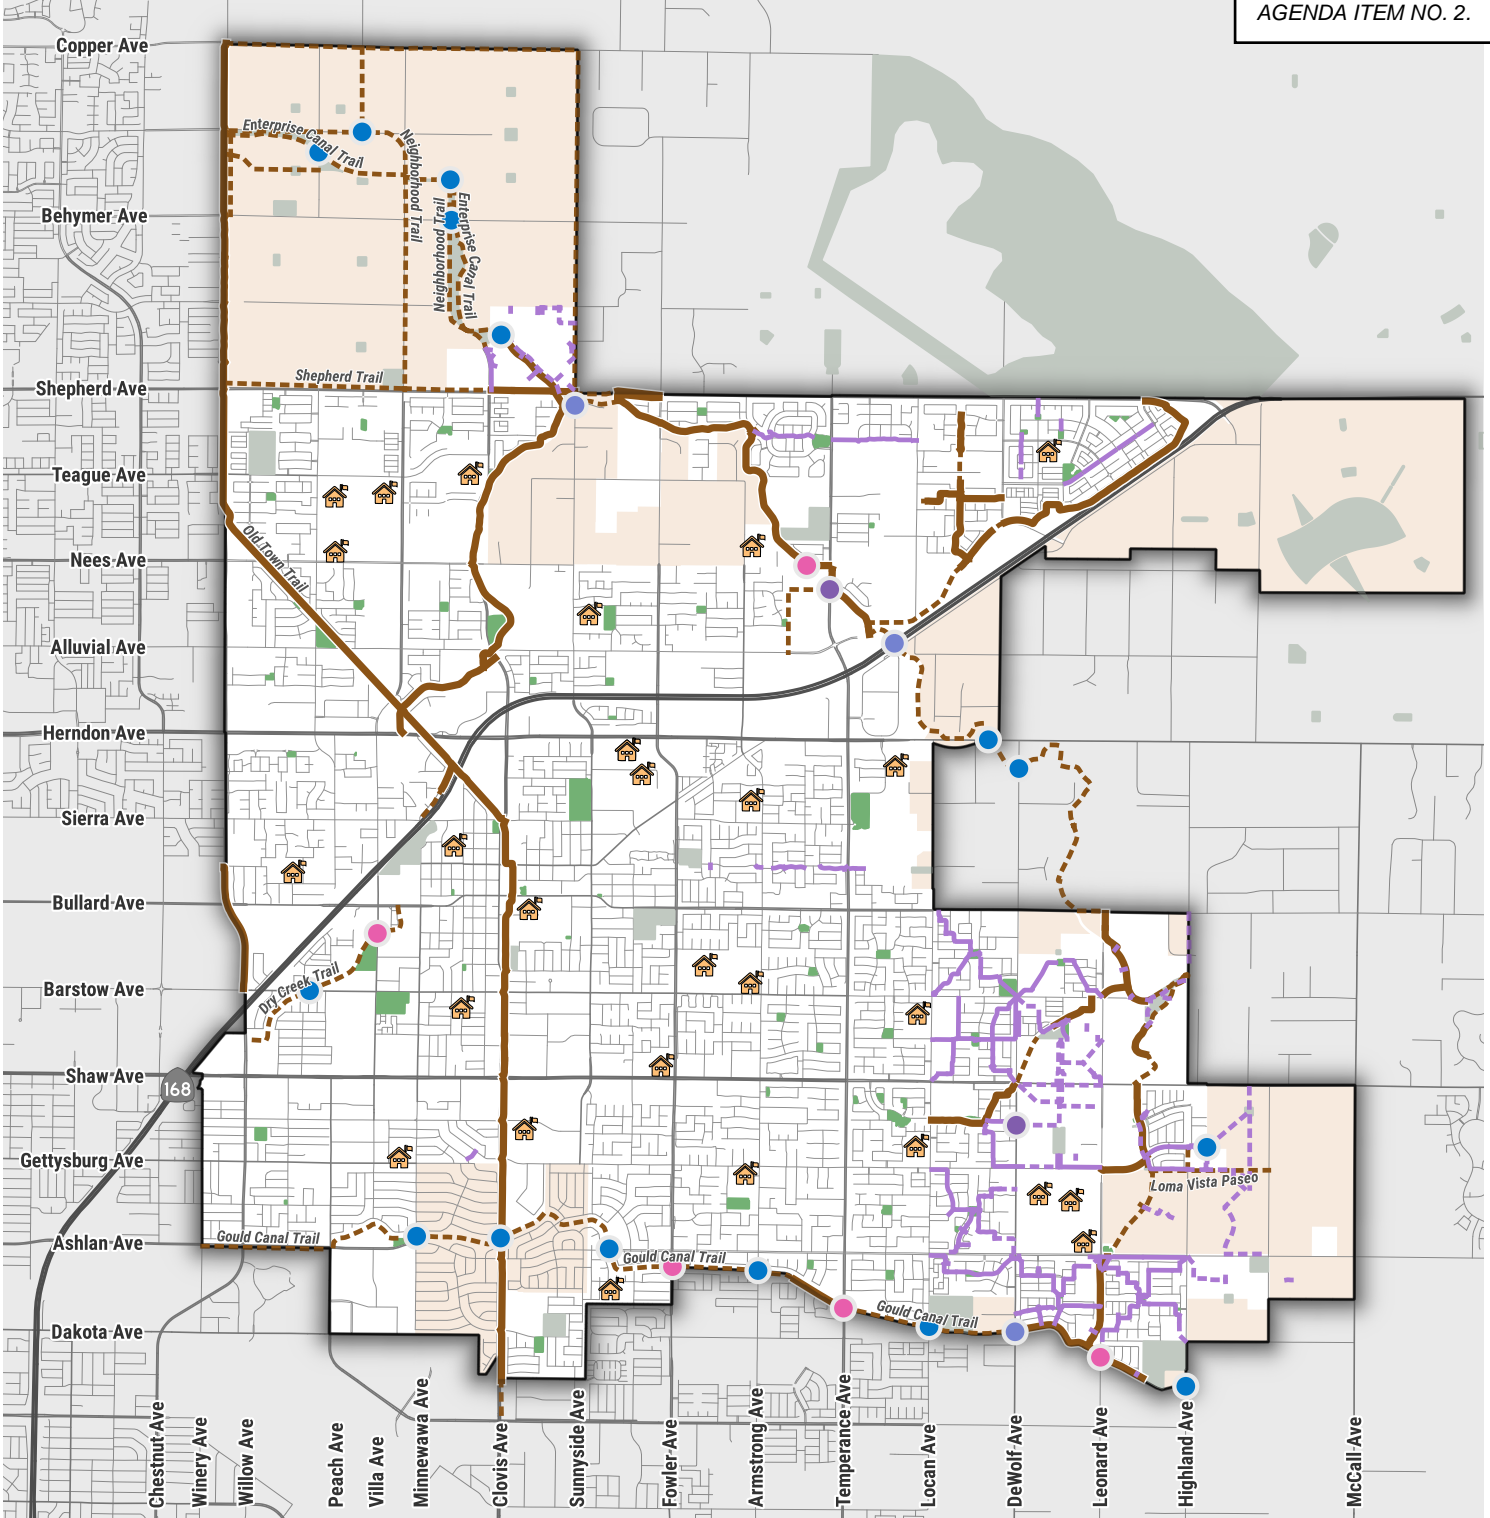 AGENDA ITEM NO. 2.
Copper Ave
Enterprise Canal Trail
Neighborhood Trail
Enterprise Canal Trail
Neighborhood Trail
Behymer Ave
Shepherd Trail
Shepherd Ave
Teague Ave
Old Town Trail
Nees Ave
Alluvial Ave
Herndon Ave
Sierra Ave
Bullard Ave
Dry Creek Trail
Barstow Ave
Shaw Ave
168
Gettysburg Ave
Loma Vista Paseo
Gould Canal Trail
Ashlan Ave
Gould Canal Trail
Gould Canal Trail
Dakota Ave
Chestnut Ave
Winery Ave
Willow Ave
Peach Ave
Villa Ave
Minnewawa Ave
Clovis Ave
Sunnyside Ave
Fowler Ave
Armstrong Ave
Temperance Ave
Locan Ave
DeWolf Ave
Leonard Ave
Highland Ave
McCall Ave